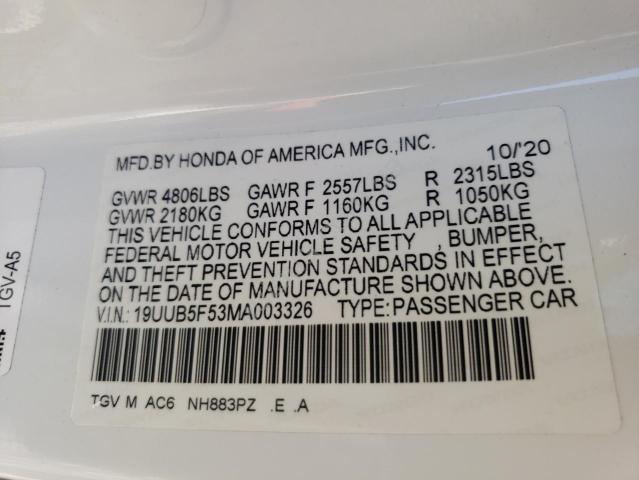 MFD.BY HONDA OF AMERICA MFG.,INC. 10/'20
GVWR 4806LBS GAWR F 2557LBS R 2315LBS
GVWR 2180KG GAWR F 1160KG R 1050KG
THIS VEHICLE CONFORMS TO ALL APPLICABLE
FEDERAL MOTOR VEHICLE SAFETY , BUMPER,
AND THEFT PREVENTION STANDARDS IN EFFECT
ON THE DATE OF MANUFACTURE SHOWN ABOVE.
V.I.N.: 19UUB5F53MA003326 TYPE:PASSENGER CAR
TGV M AC6 NH883PZ .E .A
TGV-A5